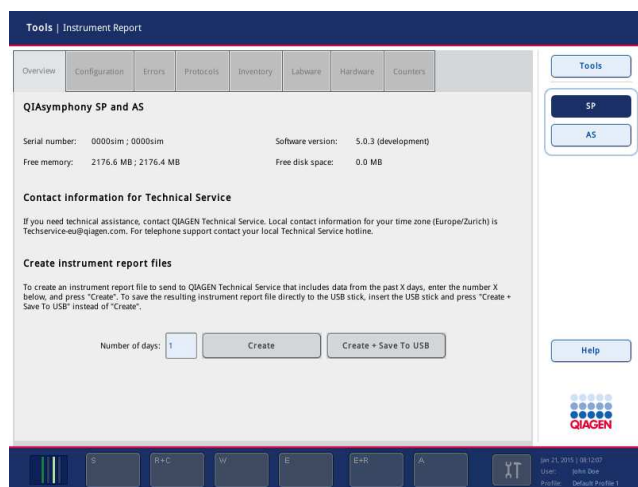 Tools | Instrument Report
Overview
Configuration
Errors
Protocols
Inventory
Labware
Hardware
Counters
QIAsymphony SP and AS
Serial number: 0000sim ; 0000sim
Software version: 5.0.3 (development)
Free memory: 2176.6 MB ; 2176.4 MB
Free disk space: 0.0 MB
Contact information for Technical Service
If you need technical assistance, contact QIAGEN Technical Service. Local contact information for your time zone (Europe/Zurich) is
Techservice-eu@qiagen.com. For telephone support contact your local Technical Service hotline.
Create instrument report files
To create an instrument report file to send to QIAGEN Technical Service that includes data from the past X days, enter the number X
below, and press "Create". To save the resulting instrument report file directly to the USB stick, insert the USB stick and press "Create +
Save To USB" instead of "Create".
Number of days: 1
Create
Create + Save To USB
Tools
SP
AS
Help
QIAGEN
S
R+C
W
E
E+R
A
Jan 21, 2015 | 08:12:07
User: John Doe
Profile: Default Profile 1